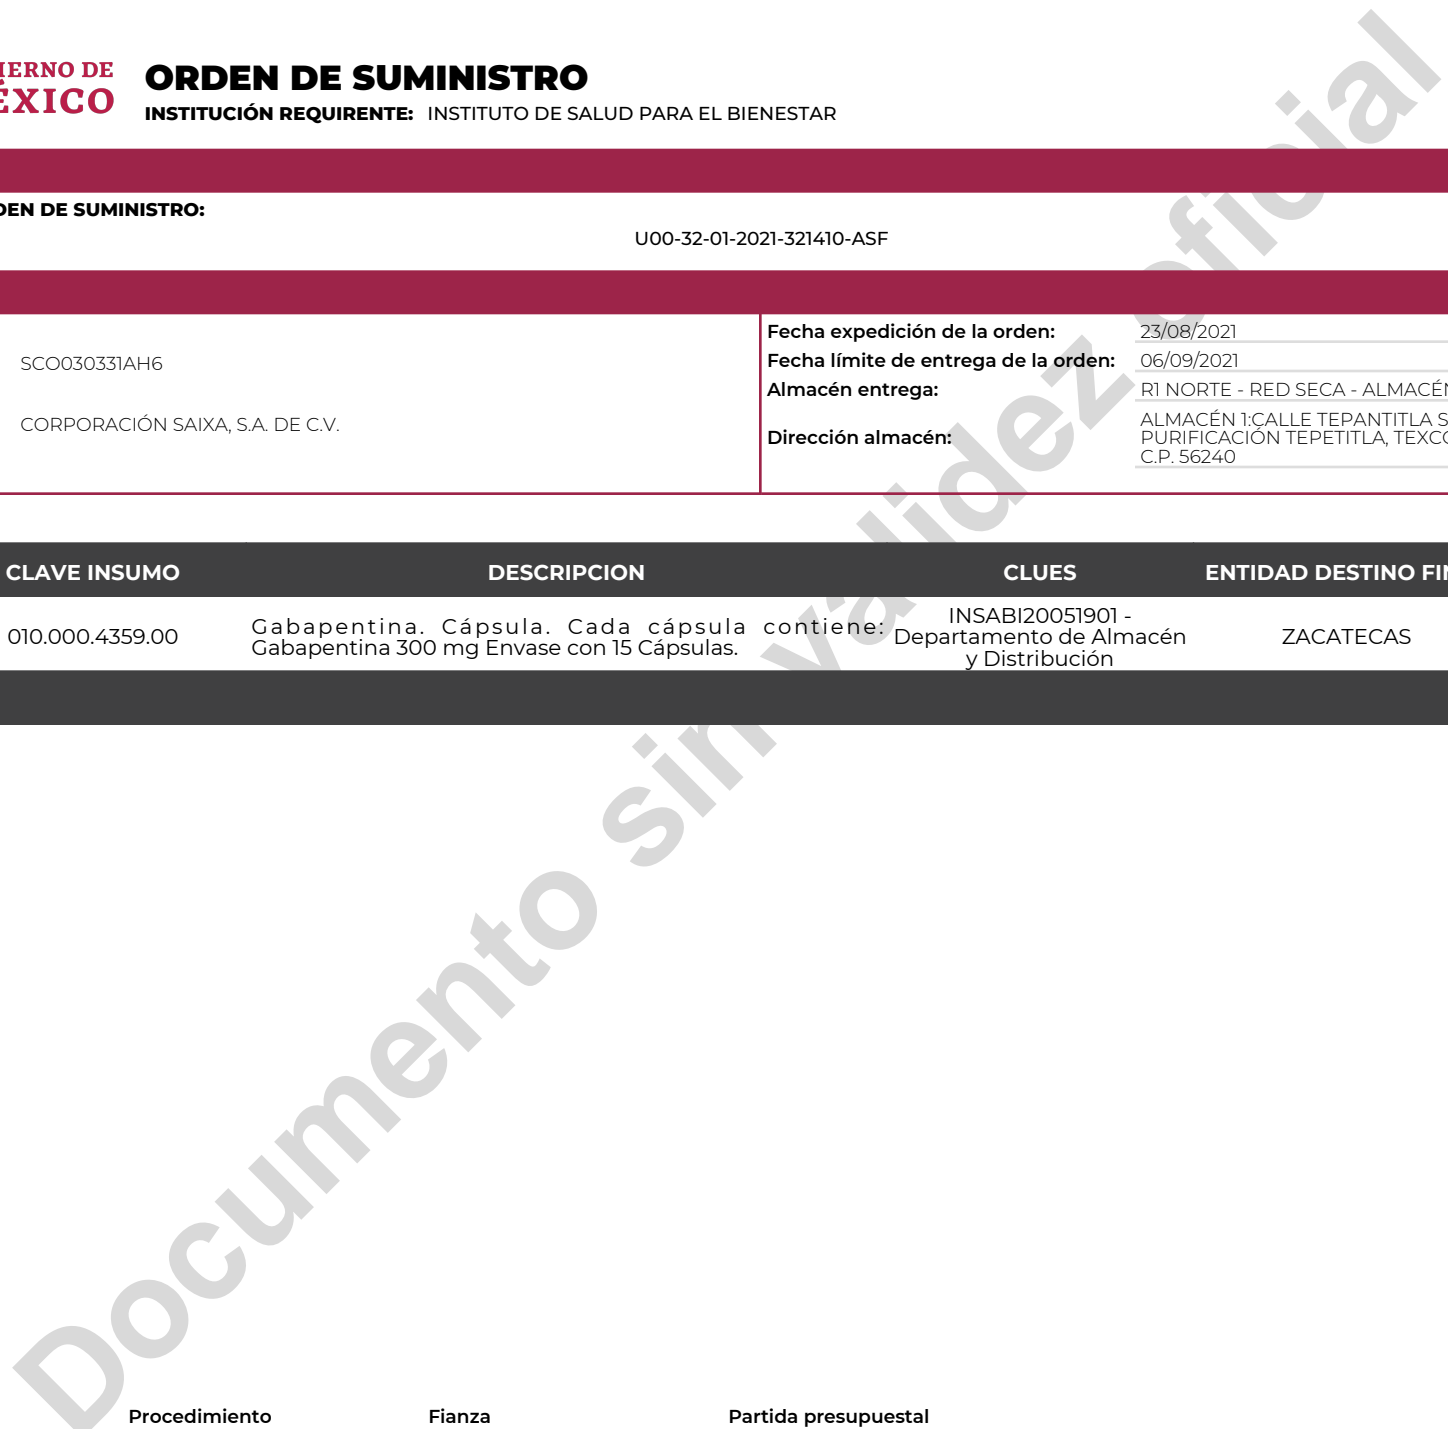 ORDEN DE SUMINISTRO
INSTITUCIÓN REQUIRENTE: INSTITUTO DE SALUD PARA EL BIENESTAR
DE
XICO
DE SUMINISTRO:
U00-32-01-2021-321410-ASF
SCO030331AH6
CORPORACIÓN SAIXA, S.A. DE C.V.
Fecha expedición de la orden: 23/08/2021
Fecha límite de entrega de la orden: 06/09/2021
Almacén entrega: R1 NORTE - RED SECA - ALMACÉN
Dirección almacén: ALMACÉN 1:CALLE TEPANTITLA S
PURIFICACIÓN TEPETITLA, TEXCO
C.P. 56240
CLAVE INSUMO DESCRIPCION CLUES ENTIDAD DESTINO FIN
010.000.4359.00
Gabapentina. Cápsula. Cada cápsula contiene:
Gabapentina 300 mg Envase con 15 Cápsulas.
INSABI20051901 -
Departamento de Almacén
y Distribución
ZACATECAS
Documento sin validez oficial
Procedimiento Fianza Partida presupuestal